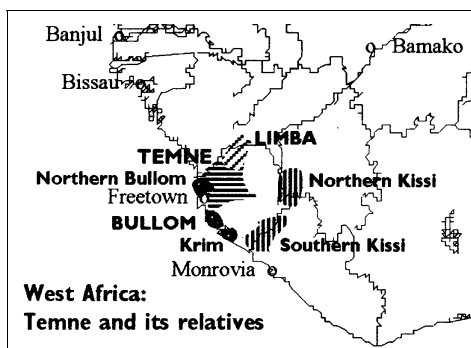 Banjul
Bamako
Bissau
LIMBA
TEMNE
Northern Bullom
Northern Kissi
Freetown
BULLOM
Krim
Southern Kissi
Monrovia
West Africa:
Temne and its relatives